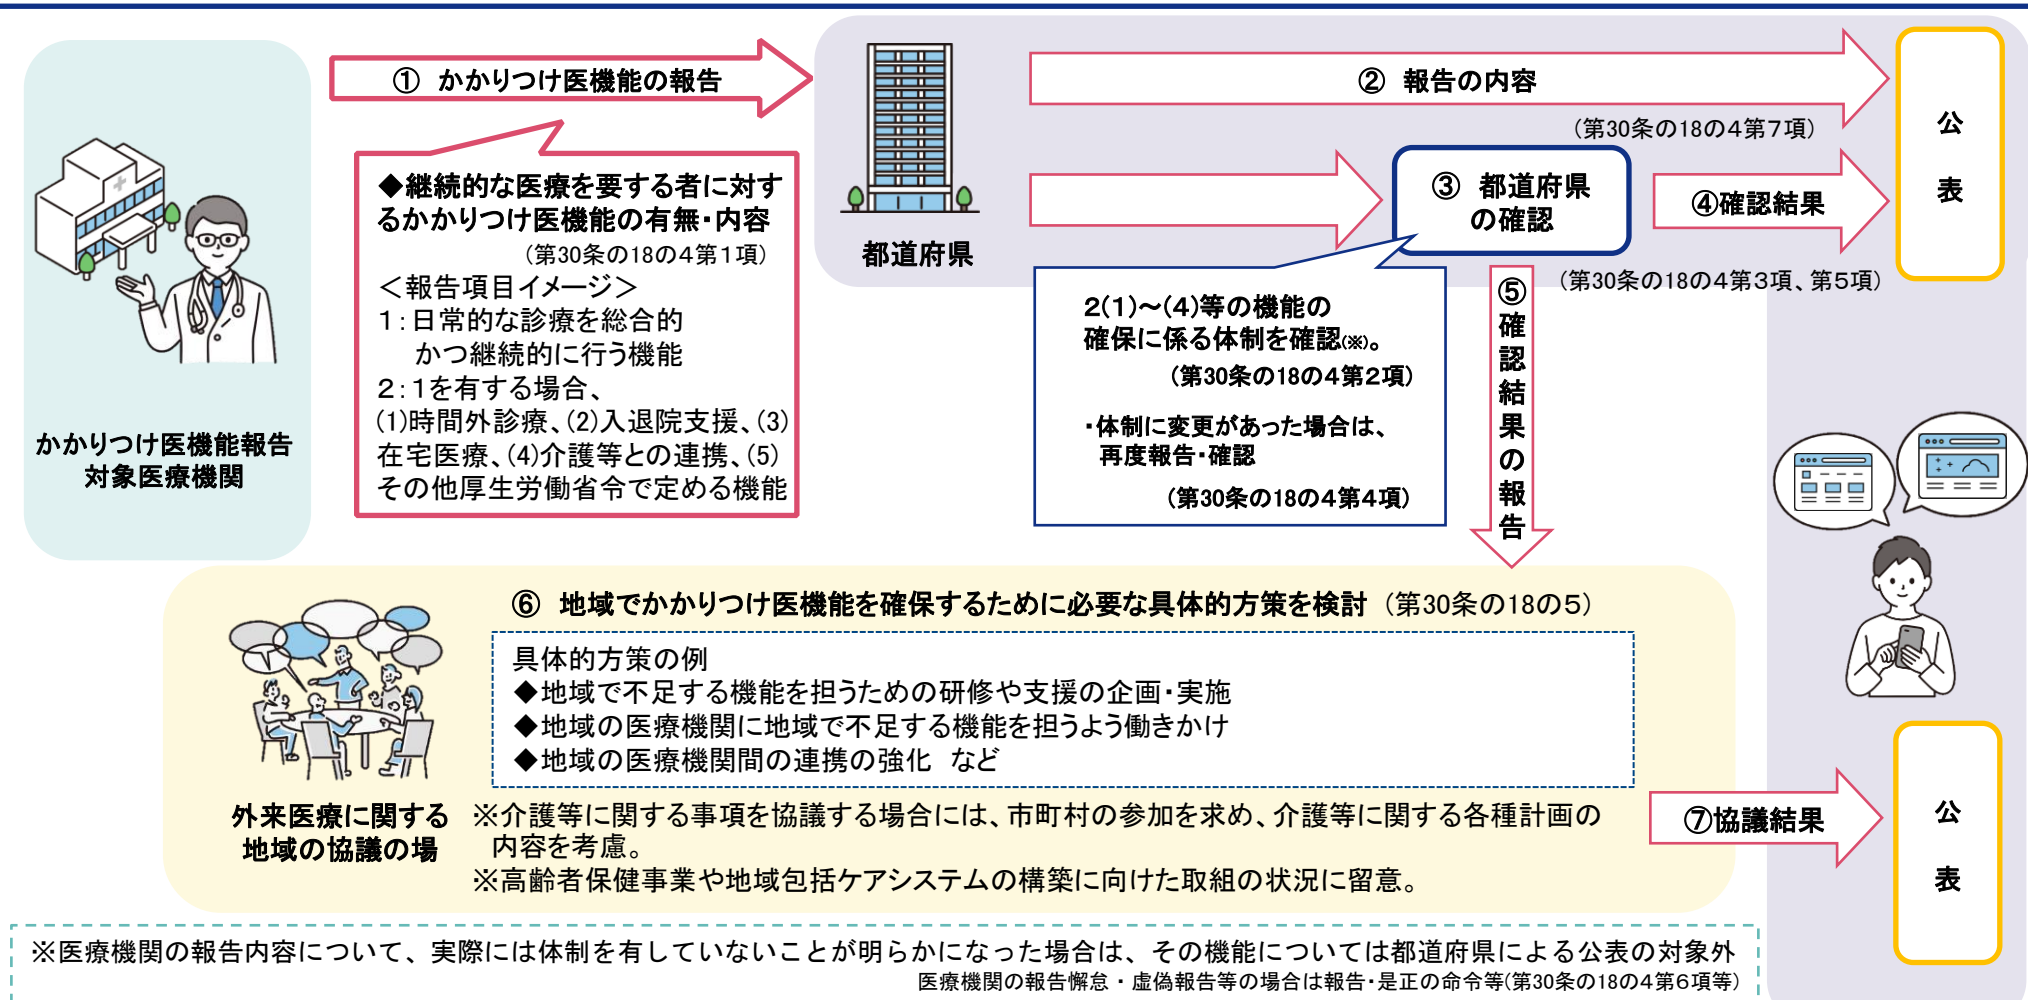 ① かかりつけ医機能の報告
② 報告の内容
(第30条の18の4第7項)
公
表
◆継続的な医療を要する者に対す
るかかりつけ医機能の有無・内容
(第30条の18の4第1項)
<報告項目イメージ>
1:日常的な診療を総合的
かつ継続的に行う機能
2:1を有する場合、
(1)時間外診療、(2)入退院支援、(3)
在宅医療、(4)介護等との連携、(5)
その他厚生労働省令で定める機能
かかりつけ医機能報告
対象医療機関
都道府県
③ 都道府県
の確認
④確認結果
(第30条の18の4第3項、第5項)
2(1)~(4)等の機能の
確保に係る体制を確認(※)。
(第30条の18の4第2項)
・体制に変更があった場合は、
再度報告・確認
(第30条の18の4第4項)
⑤確認結果の報告
⑥ 地域でかかりつけ医機能を確保するために必要な具体的方策を検討 (第30条の18の5)
具体的方策の例
◆地域で不足する機能を担うための研修や支援の企画・実施
◆地域の医療機関に地域で不足する機能を担うよう働きかけ
◆地域の医療機関間の連携の強化 など
外来医療に関する
地域の協議の場
※介護等に関する事項を協議する場合には、市町村の参加を求め、介護等に関する各種計画の
内容を考慮。
※高齢者保健事業や地域包括ケアシステムの構築に向けた取組の状況に留意。
⑦協議結果
公
表
※医療機関の報告内容について、実際には体制を有していないことが明らかになった場合は、その機能については都道府県による公表の対象外
医療機関の報告懈怠・虚偽報告等の場合は報告・是正の命令等(第30条の18の4第6項等)